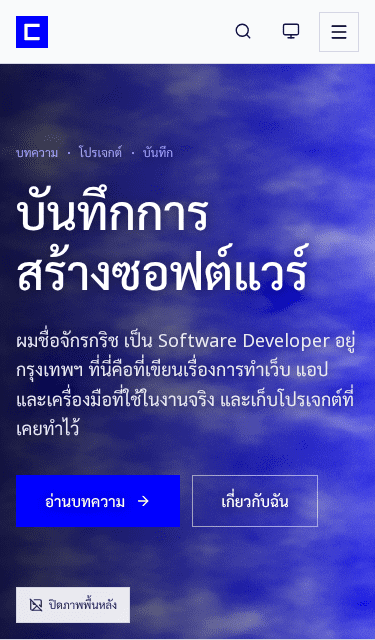 บทความ · โปรเจกต์ · บันทึก
บันทึกการ
สร้างซอฟต์แวร์
ผมชื่อจักรกริช เป็น Software Developer อยู่
กรุงเทพฯ ที่นี่คือที่เขียนเรื่องการทำเว็บ แอป
และเครื่องมือที่ใช้ในงานจริง และเก็บโปรเจกต์ที่
เคยทำไว้
อ่านบทความ →
เกี่ยวกับฉัน
ปิดภาพพื้นหลัง